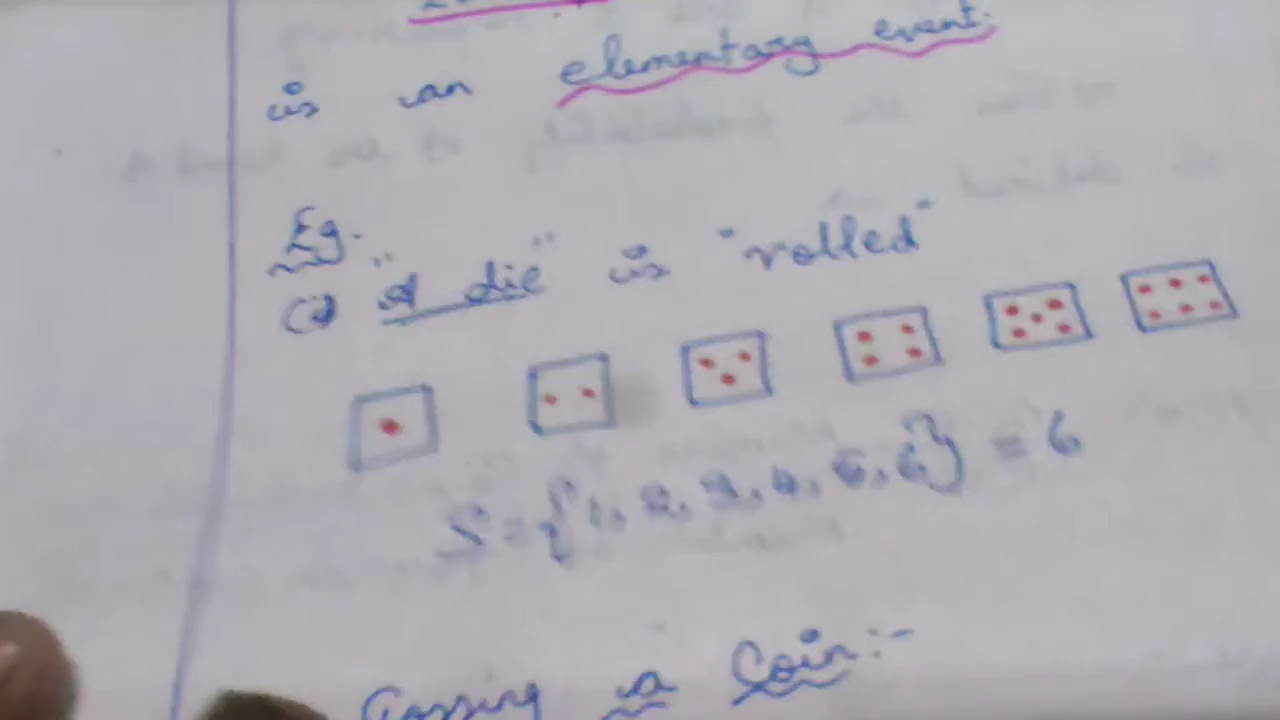 is an elementary event.
Eg.
(i) "A die" is "rolled"
S = {1, 2, 3, 4, 5, 6} = 6
Tossing a Coin:-